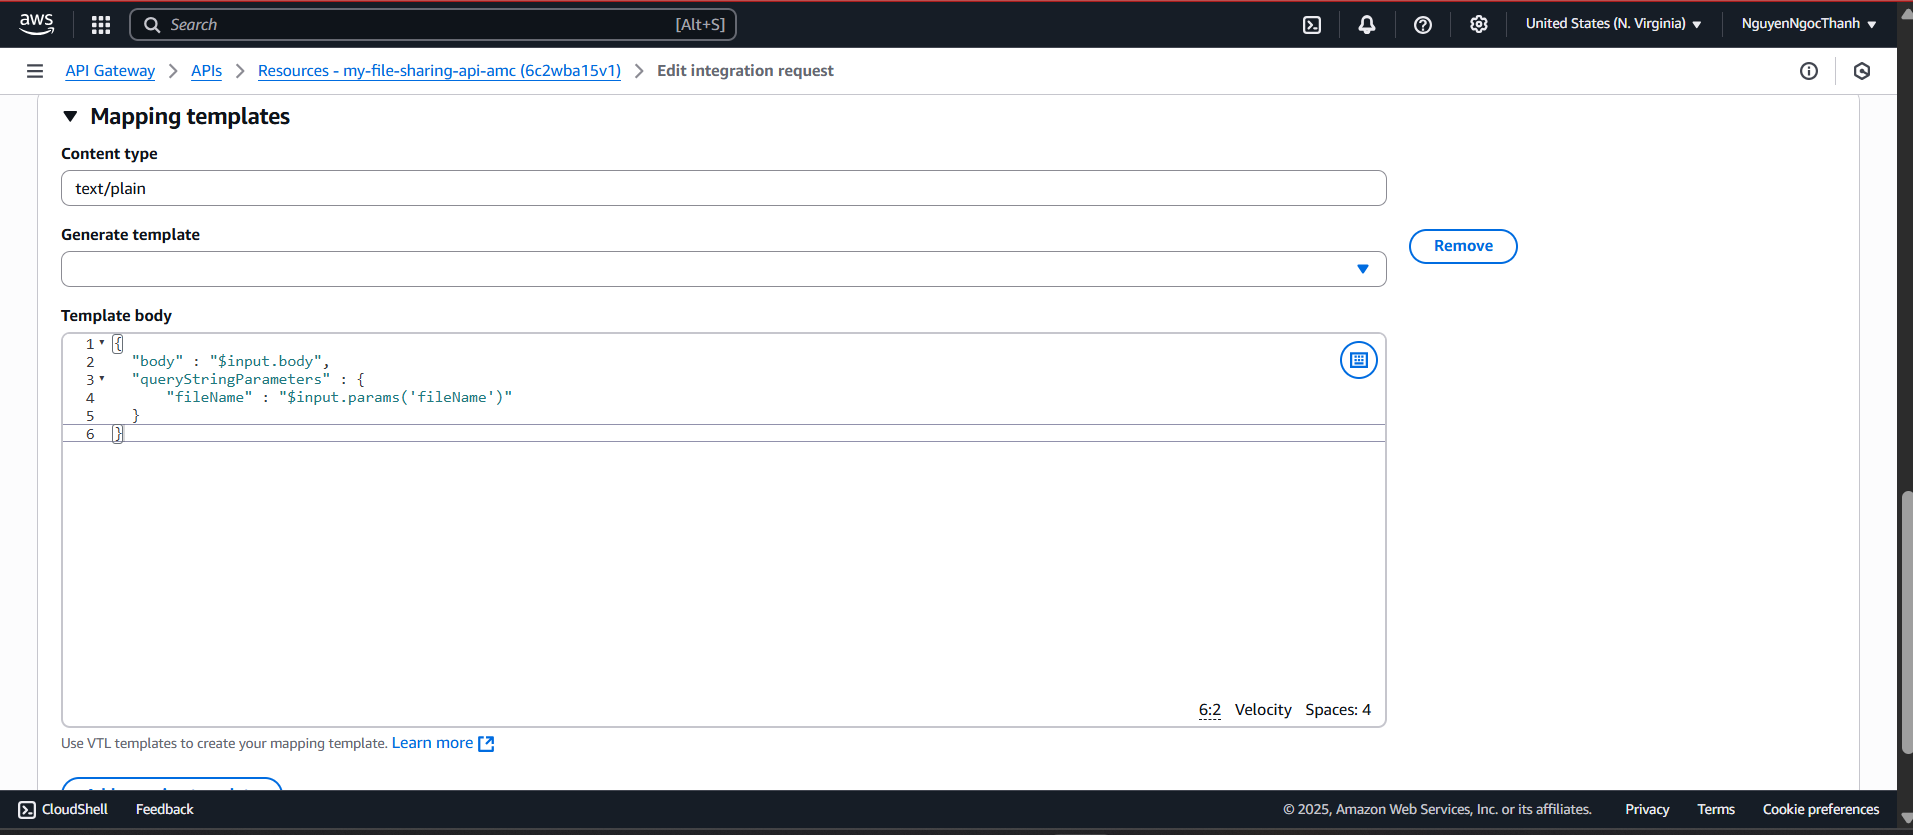 aws
Search [Alt+S]
United States (N. Virginia)
NguyenNgocThanh
API Gateway > APIs > Resources - my-file-sharing-api-amc (6c2wba15v1) > Edit integration request
Mapping templates
Content type
text/plain
Generate template
Remove
Template body
1 {
2 "body" : "$input.body",
3 "queryStringParameters" : {
4 "fileName" : "$input.params('fileName')"
5 }
6 }
6:2 Velocity Spaces: 4
Use VTL templates to create your mapping template. Learn more
CloudShell
Feedback
© 2025, Amazon Web Services, Inc. or its affiliates.
Privacy
Terms
Cookie preferences